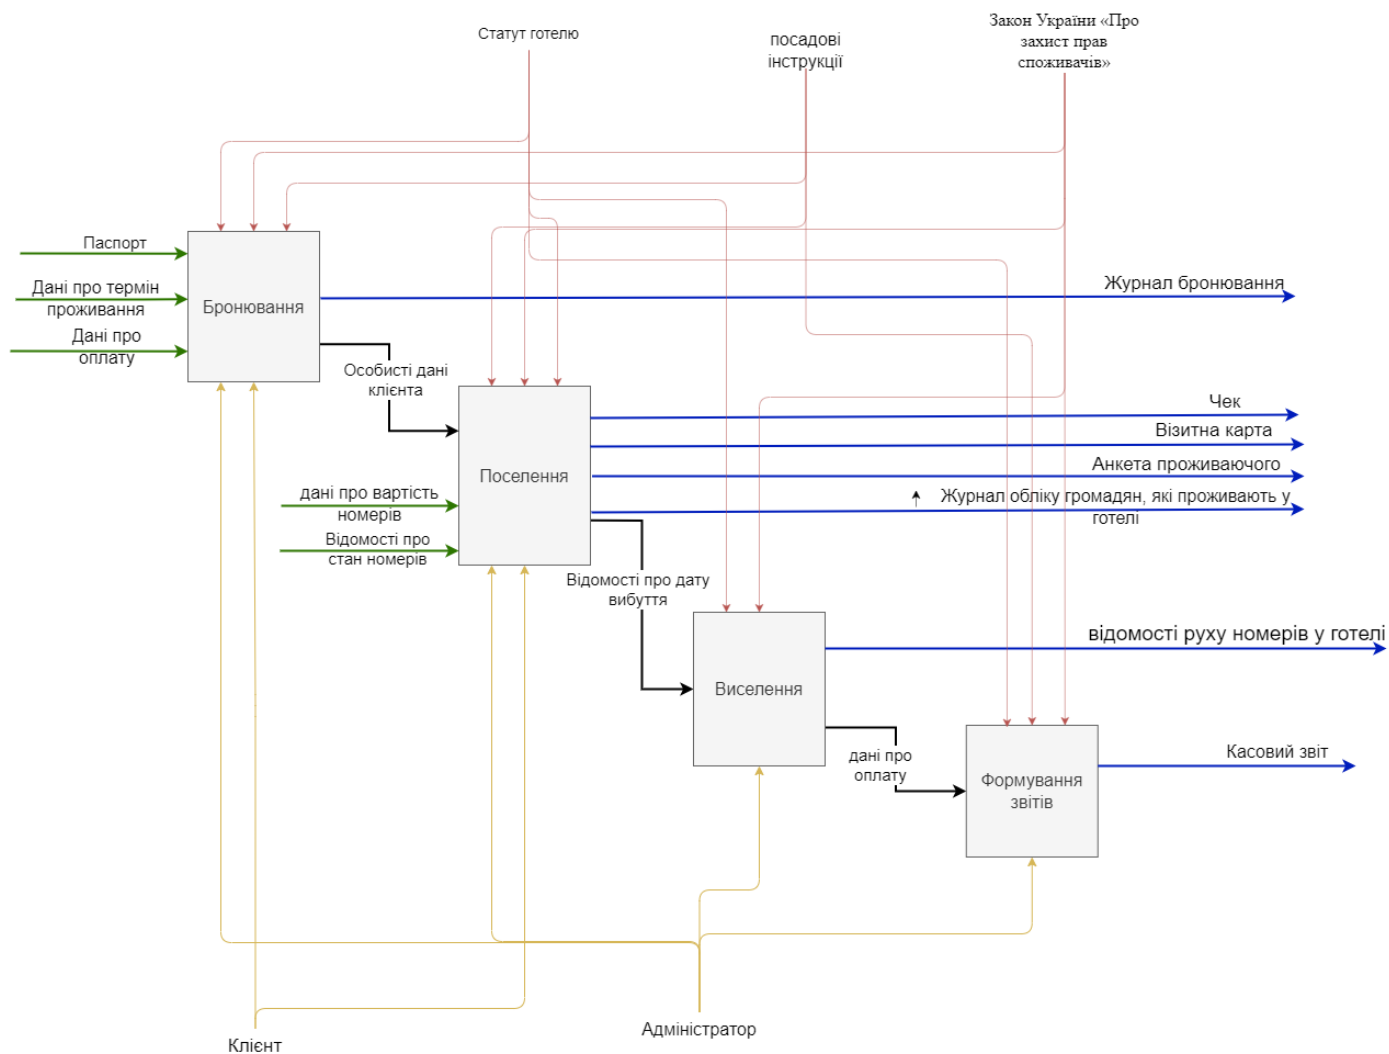 Статут готелю
посадові
інструкції
Закон України «Про
захист прав
споживачів»
Паспорт
Дані про термін
проживання
Дані про
оплату
Бронювання
Журнал бронювання
Особисті дані
клієнта
Поселення
Чек
Візитна карта
Анкета проживаючого
Журнал обліку громадян, які проживають у
готелі
дані про вартість
номерів
Відомості про
стан номерів
Відомості про дату
вибуття
Виселення
відомості руху номерів у готелі
дані про
оплату
Формування
звітів
Касовий звіт
Адміністратор
Клієнт